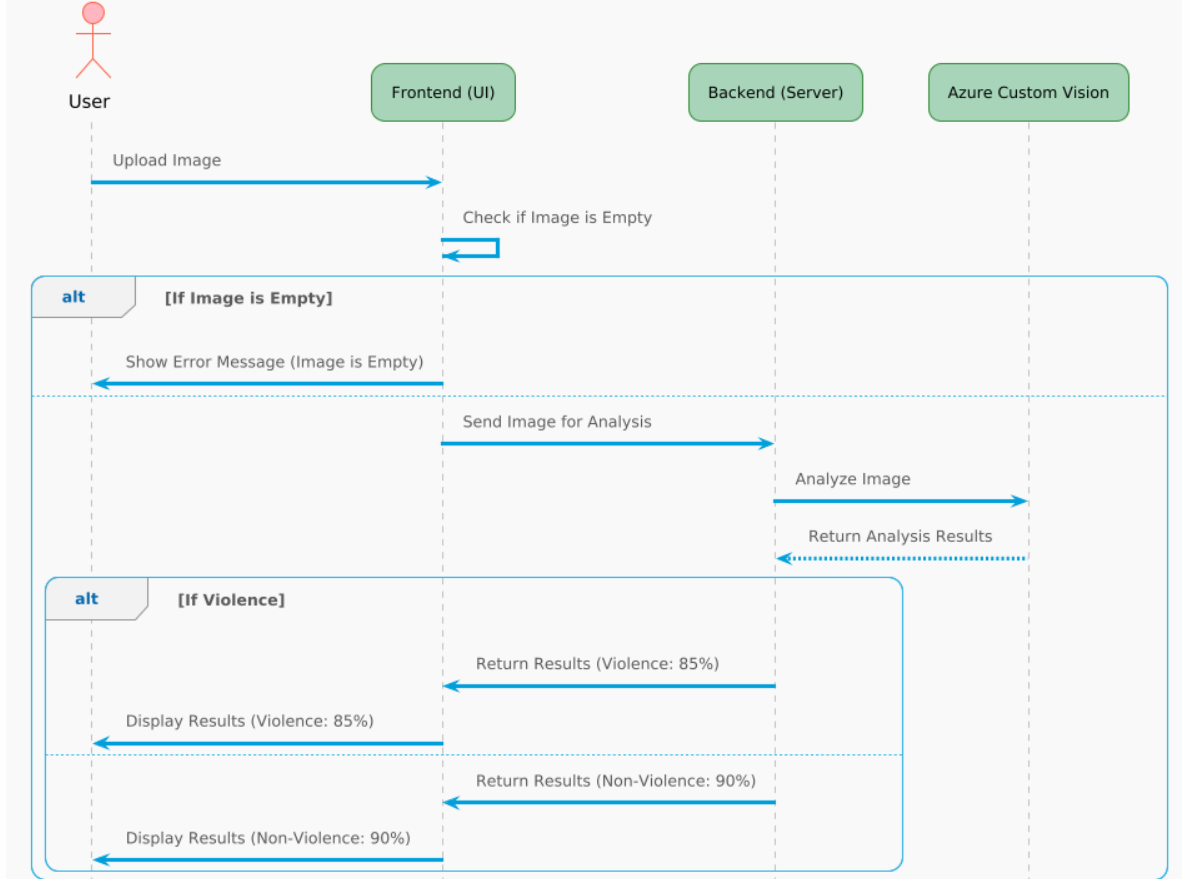 User
Frontend (UI)
Backend (Server)
Azure Custom Vision
Upload Image
Check if Image is Empty
alt
[If Image is Empty]
Show Error Message (Image is Empty)
Send Image for Analysis
Analyze Image
Return Analysis Results
alt
[If Violence]
Return Results (Violence: 85%)
Display Results (Violence: 85%)
Return Results (Non-Violence: 90%)
Display Results (Non-Violence: 90%)